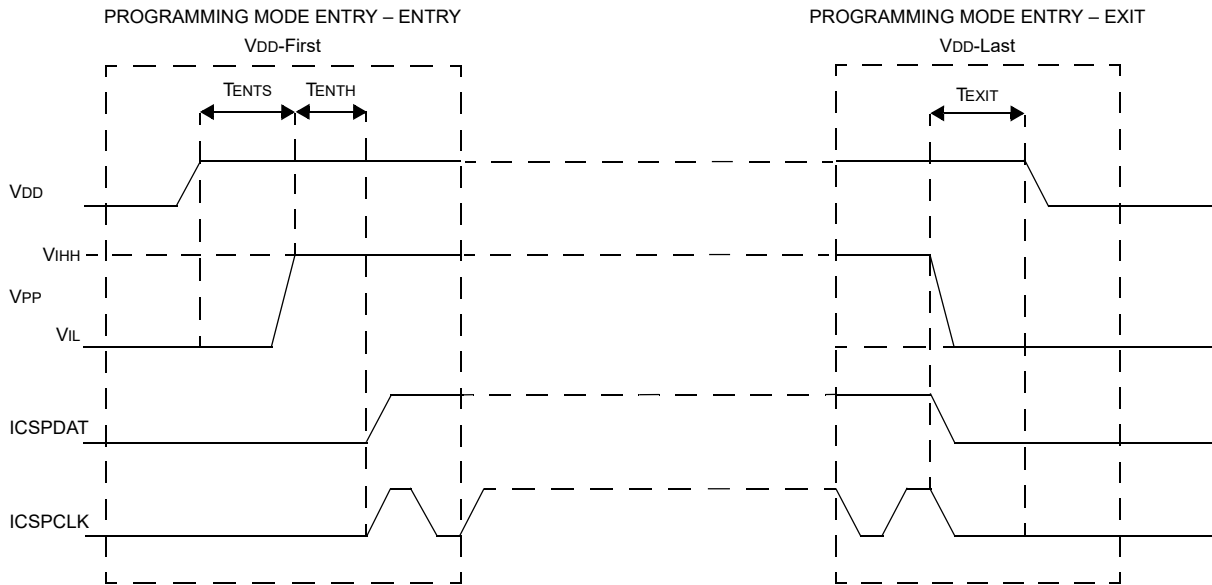 PROGRAMMING MODE ENTRY – ENTRY
VDD-First
PROGRAMMING MODE ENTRY – EXIT
VDD-Last
TENTS
TENTH
TEXIT
VDD
VIHH
VPP
VIL
ICSPDAT
ICSPCLK